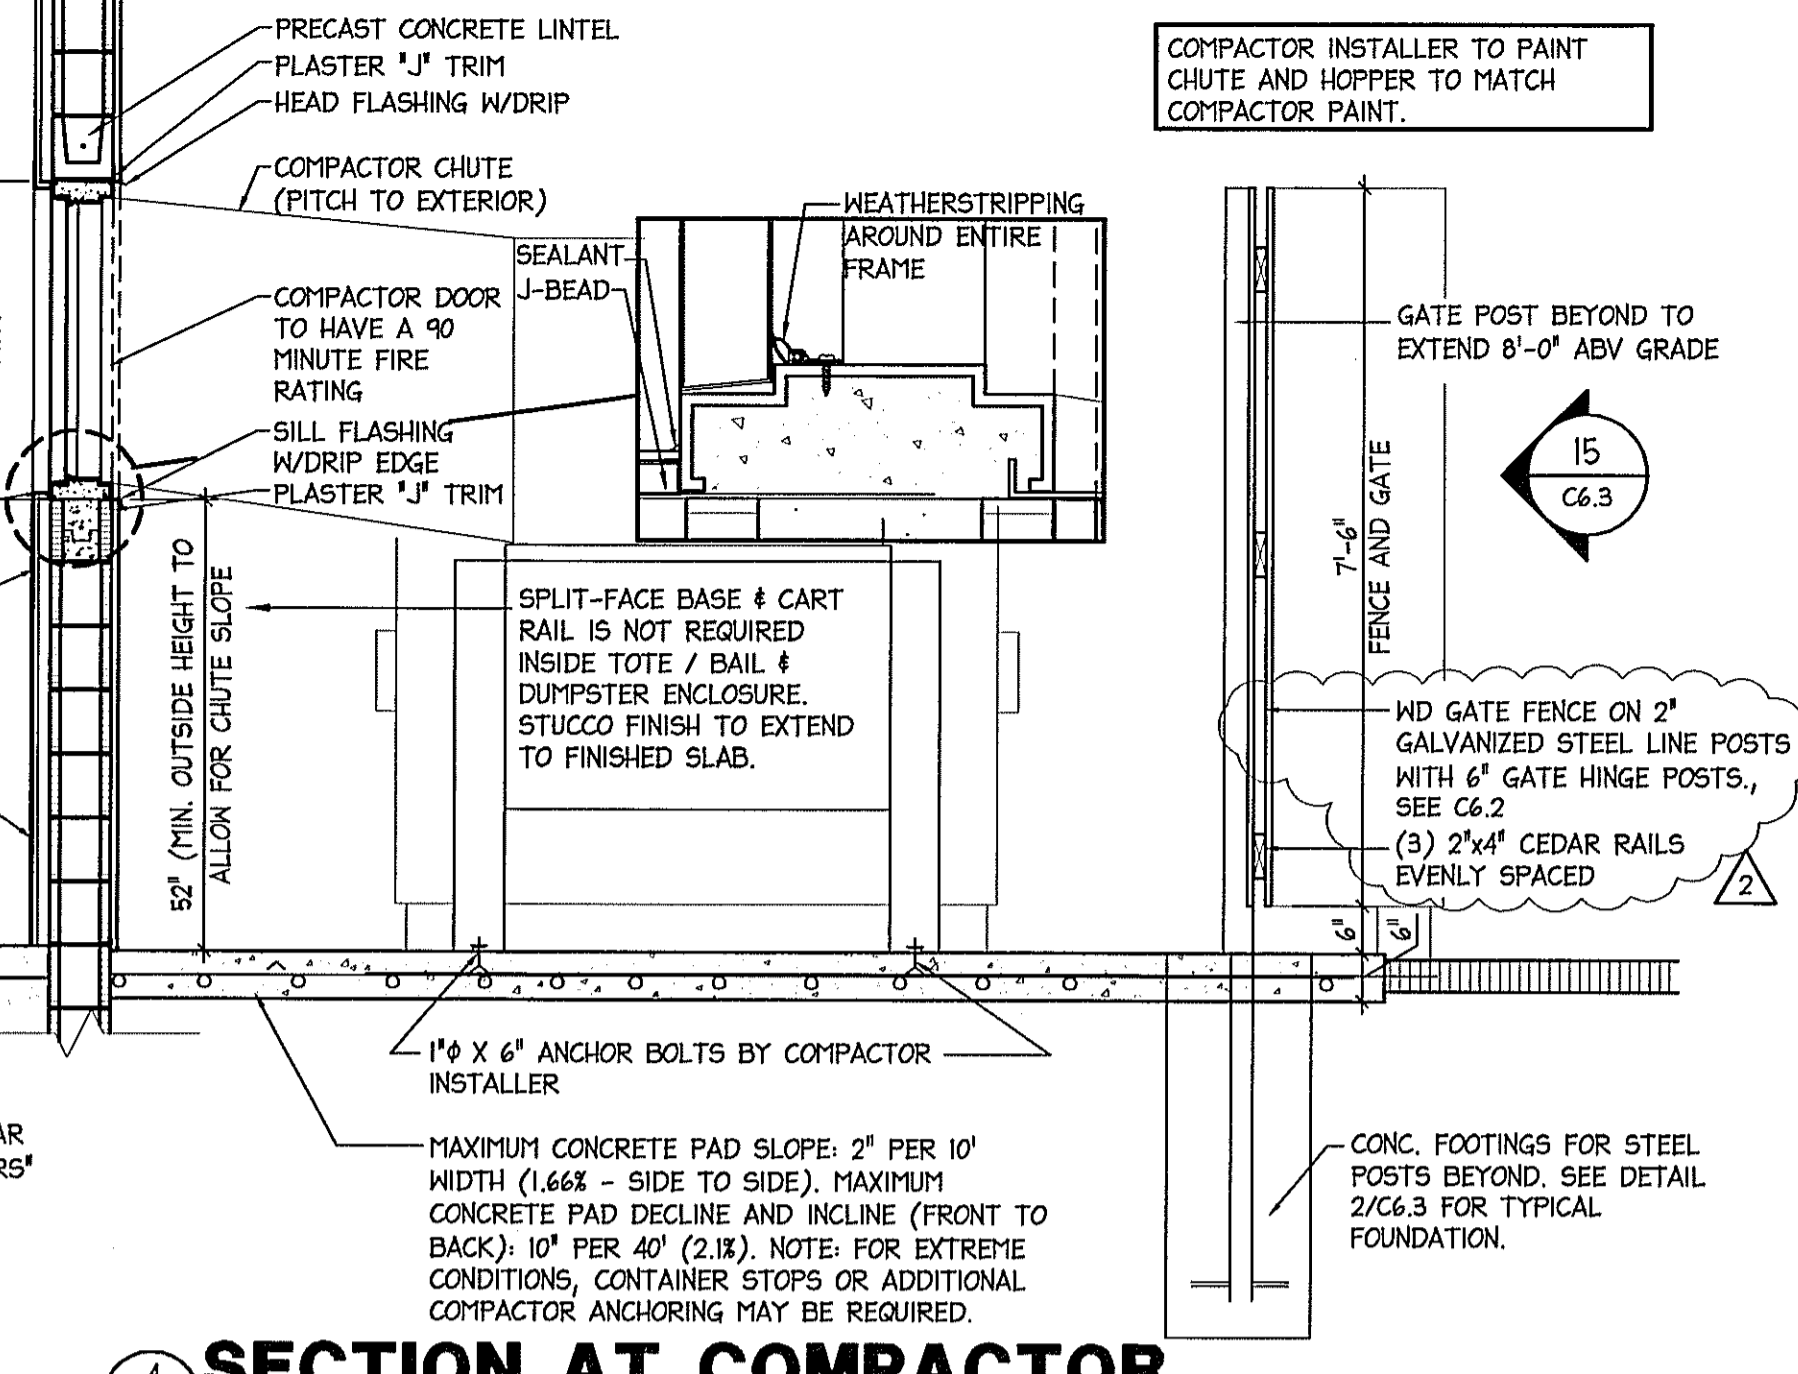 PRECAST CONCRETE LINTEL
PLASTER "J" TRIM
HEAD FLASHING W/DRIP
COMPACTOR CHUTE
(PITCH TO EXTERIOR)
COMPACTOR INSTALLER TO PAINT
CHUTE AND HOPPER TO MATCH
COMPACTOR PAINT.
WEATHERSTRIPPING
AROUND ENTIRE
FRAME
SEALANT
J-BEAD
COMPACTOR DOOR
TO HAVE A 90
MINUTE FIRE
RATING
SILL FLASHING
W/DRIP EDGE
PLASTER "J" TRIM
GATE POST BEYOND TO
EXTEND 8'-0" ABV GRADE
15
C6.3
7'-6"
FENCE AND GATE
52" (MIN. OUTSIDE HEIGHT TO
ALLOW FOR CHUTE SLOPE
SPLIT-FACE BASE & CART
RAIL IS NOT REQUIRED
INSIDE TOTE / BAIL &
DUMPSTER ENCLOSURE.
STUCCO FINISH TO EXTEND
TO FINISHED SLAB.
WD GATE FENCE ON 2"
GALVANIZED STEEL LINE POSTS
WITH 6" GATE HINGE POSTS.,
SEE C6.2
(3) 2"x4" CEDAR RAILS
EVENLY SPACED
2
6"
6"
1"ϕ X 6" ANCHOR BOLTS BY COMPACTOR
INSTALLER
AR
RS"
MAXIMUM CONCRETE PAD SLOPE: 2" PER 10'
WIDTH (1.66% - SIDE TO SIDE). MAXIMUM
CONCRETE PAD DECLINE AND INCLINE (FRONT TO
BACK): 10" PER 40' (2.1%). NOTE: FOR EXTREME
CONDITIONS, CONTAINER STOPS OR ADDITIONAL
COMPACTOR ANCHORING MAY BE REQUIRED.
CONC. FOOTINGS FOR STEEL
POSTS BEYOND. SEE DETAIL
2/C6.3 FOR TYPICAL
FOUNDATION.
SECTION AT COMPACTOR